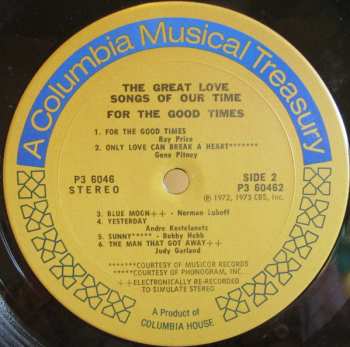 A Columbia Musical Treasury
THE GREAT LOVE
SONGS OF OUR TIME
FOR THE GOOD TIMES
1. FOR THE GOOD TIMES
Ray Price
2. ONLY LOVE CAN BREAK A HEART*******
Gene Pitney
P3 6046
STEREO
SIDE 2
P3 60462
℗ 1972, 1973 CBS, Inc.
3. BLUE MOON++ - Norman Luboff
4. YESTERDAY
Andre Kostelanetz
5. SUNNY***** - Bobby Hebb
6. THE MAN THAT GOT AWAY++
Judy Garland
*******COURTESY OF MUSICOR RECORDS
*****COURTESY OF PHONOGRAM, INC.
++ELECTRONICALLY RE-RECORDED
TO SIMULATE STEREO
A Product of
COLUMBIA HOUSE